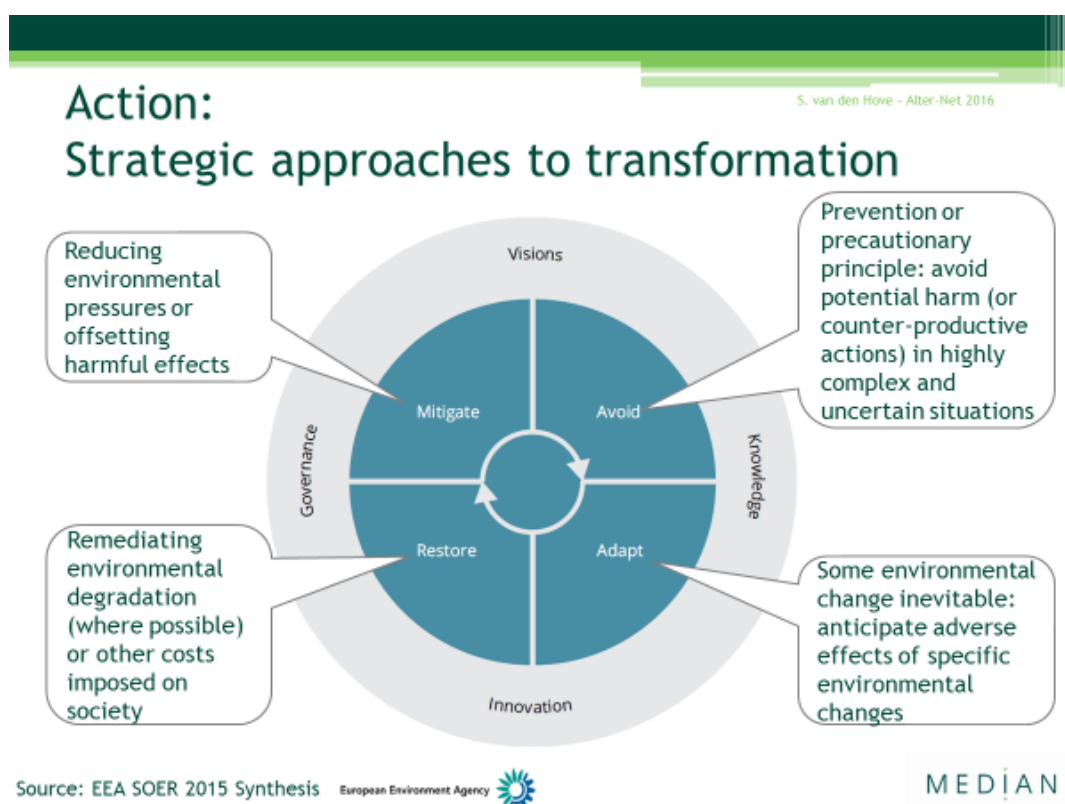 S. van den Hove - Alter-Net 2016
Action:
Strategic approaches to transformation
Reducing
environmental
pressures or
offsetting
harmful effects
Prevention or
precautionary
principle: avoid
potential harm (or
counter-productive
actions) in highly
complex and
uncertain situations
Visions
Mitigate
Avoid
Governance
Knowledge
Restore
Adapt
Innovation
Remediating
environmental
degradation
(where possible)
or other costs
imposed on
society
Some environmental
change inevitable:
anticipate adverse
effects of specific
environmental
changes
Source: EEA SOER 2015 Synthesis
European Environment Agency
MEDIAN